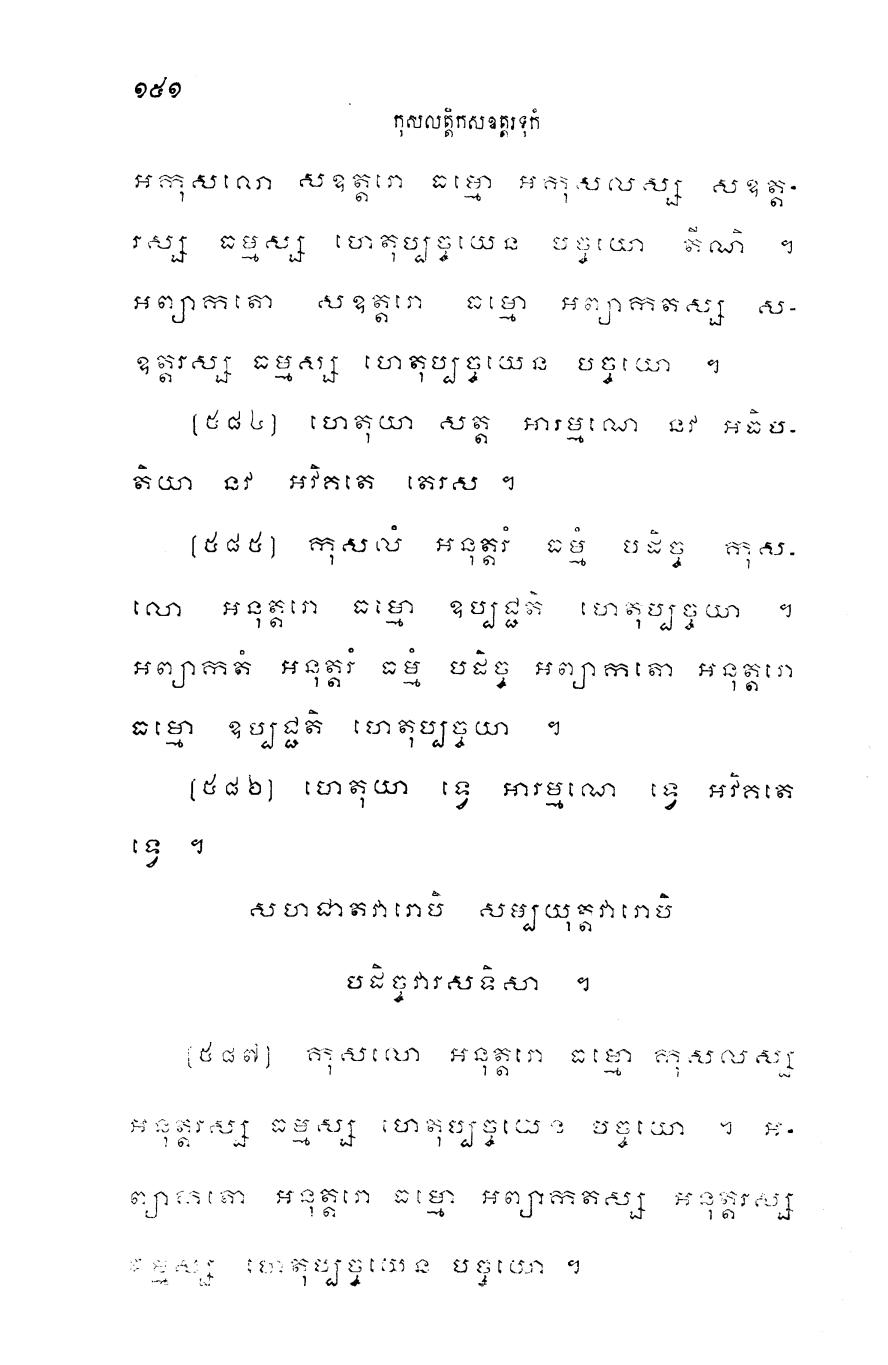 ១៥១
កុសលត្តិកសឧត្តរទុកំ
អកុសលោ សឧត្តរោ ធម្មោ អកុសលស្ស សឧត្ត-
រស្ស ធម្មស្ស ហេតុប្បច្ចយេន បច្ចយោ តីណិ ។
អព្យាកតោ សឧត្តរោ ធម្មោ អព្យាកតស្ស ស-
ឧត្តរស្ស ធម្មស្ស ហេតុប្បច្ចយេន បច្ចយោ ។
[៥៨៤] ហេតុយា សត្ត អារម្មណេ នវ អធិប-
តិយា នវ អវិគតេ តេរស ។
[៥៨៥] កុសលំ អនុត្តរំ ធម្មំ បដិច្ច កុស-
លោ អនុត្តរោ ធម្មោ ឧប្បជ្ជតិ ហេតុប្បច្ចយា ។
អព្យាកតំ អនុត្តរំ ធម្មំ បដិច្ច អព្យាកតោ អនុត្តរោ
ធម្មោ ឧប្បជ្ជតិ ហេតុប្បច្ចយា ។
[៥៨៦] ហេតុយា ទ្វេ អារម្មណេ ទ្វេ អវិគតេ
ទ្វេ ។
សហជាតវារោបិ សម្បយុត្តវារោបិ
បដិច្ចវារសទិសា ។
[៥៨៧] កុសលោ អនុត្តរោ ធម្មោ កុសលស្ស
អនុត្តរស្ស ធម្មស្ស ហេតុប្បច្ចយេន បច្ចយោ ។ អ-
ព្យាកតោ អនុត្តរោ ធម្មោ អព្យាកតស្ស អនុត្តរស្ស
ធម្មស្ស ហេតុប្បច្ចយេន បច្ចយោ ។